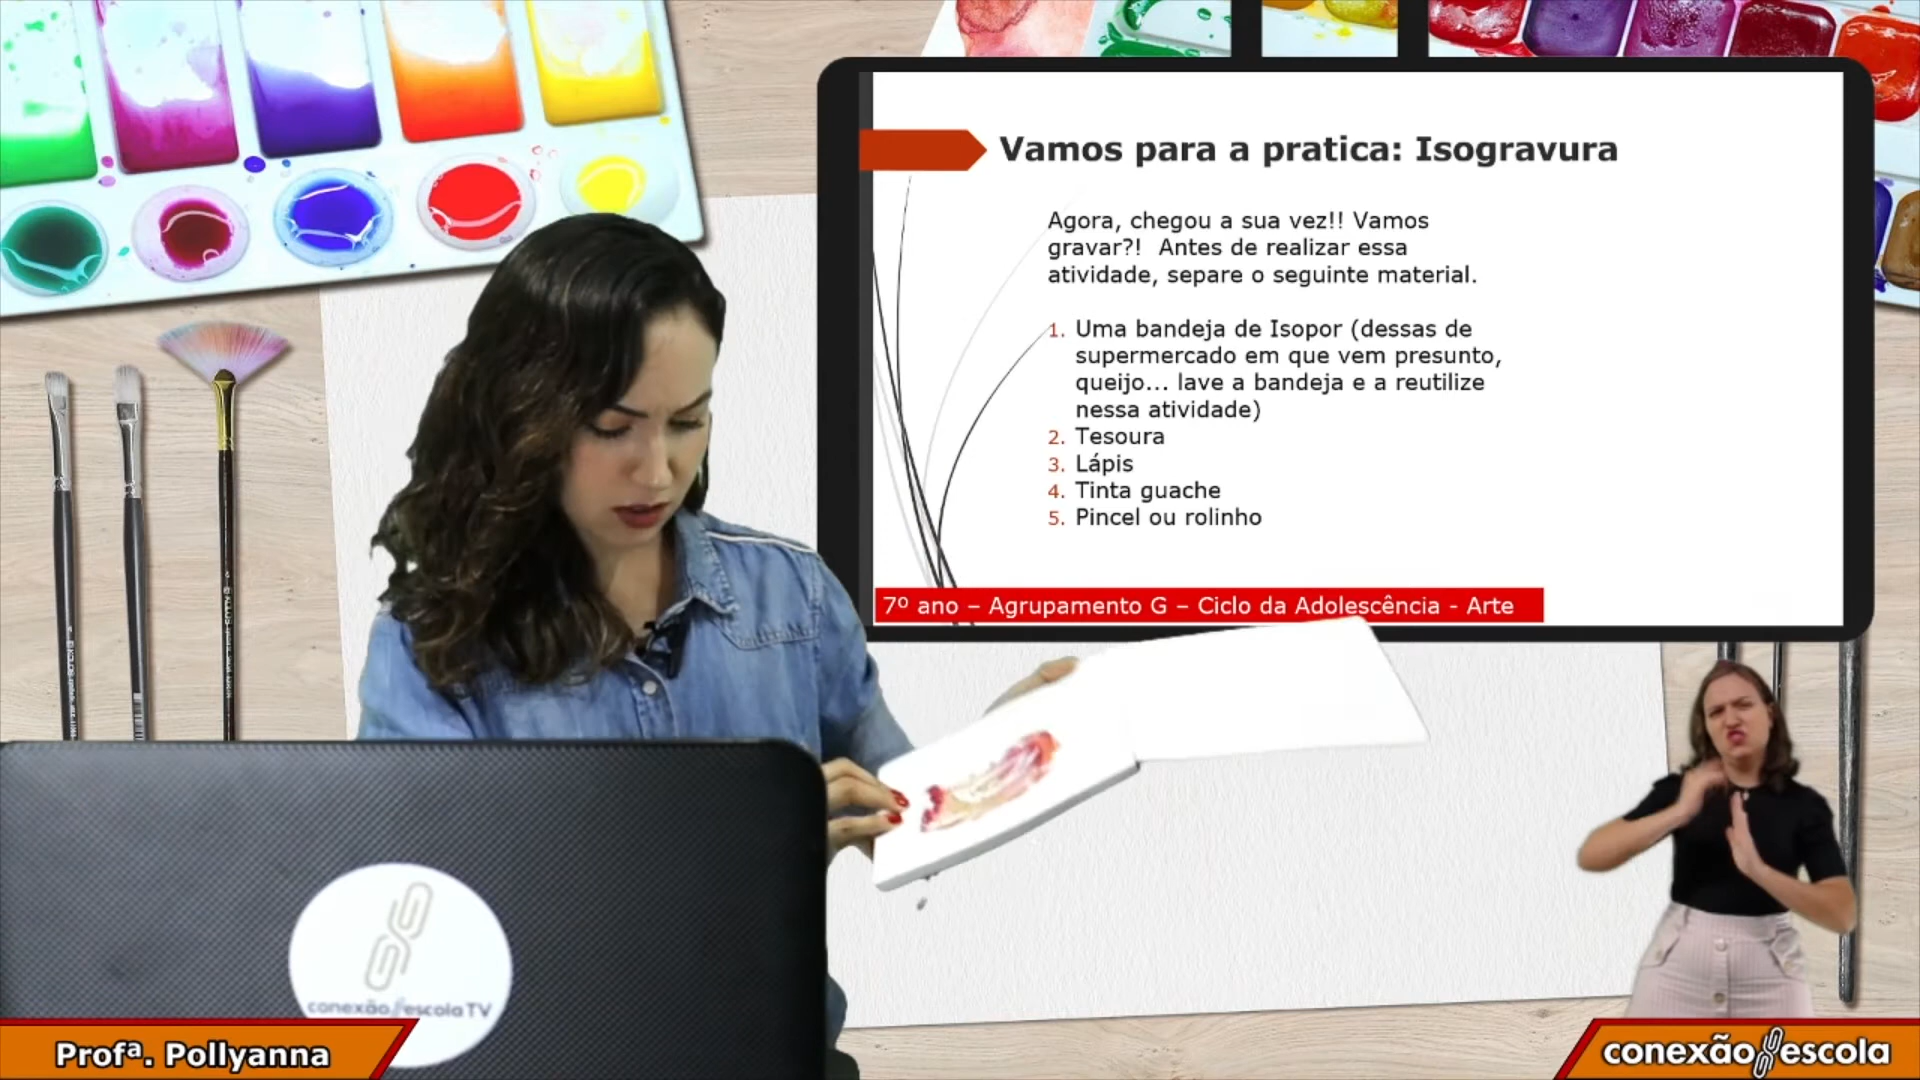 Vamos para a pratica: Isogravura
Agora, chegou a sua vez!! Vamos
gravar?! Antes de realizar essa
atividade, separe o seguinte material.
1. Uma bandeja de Isopor (dessas de
supermercado em que vem presunto,
queijo... lave a bandeja e a reutilize
nessa atividade)
2. Tesoura
3. Lápis
4. Tinta guache
5. Pincel ou rolinho
7º ano – Agrupamento G – Ciclo da Adolescência - Arte
conexão escola TV
Profª. Pollyanna
conexão escola